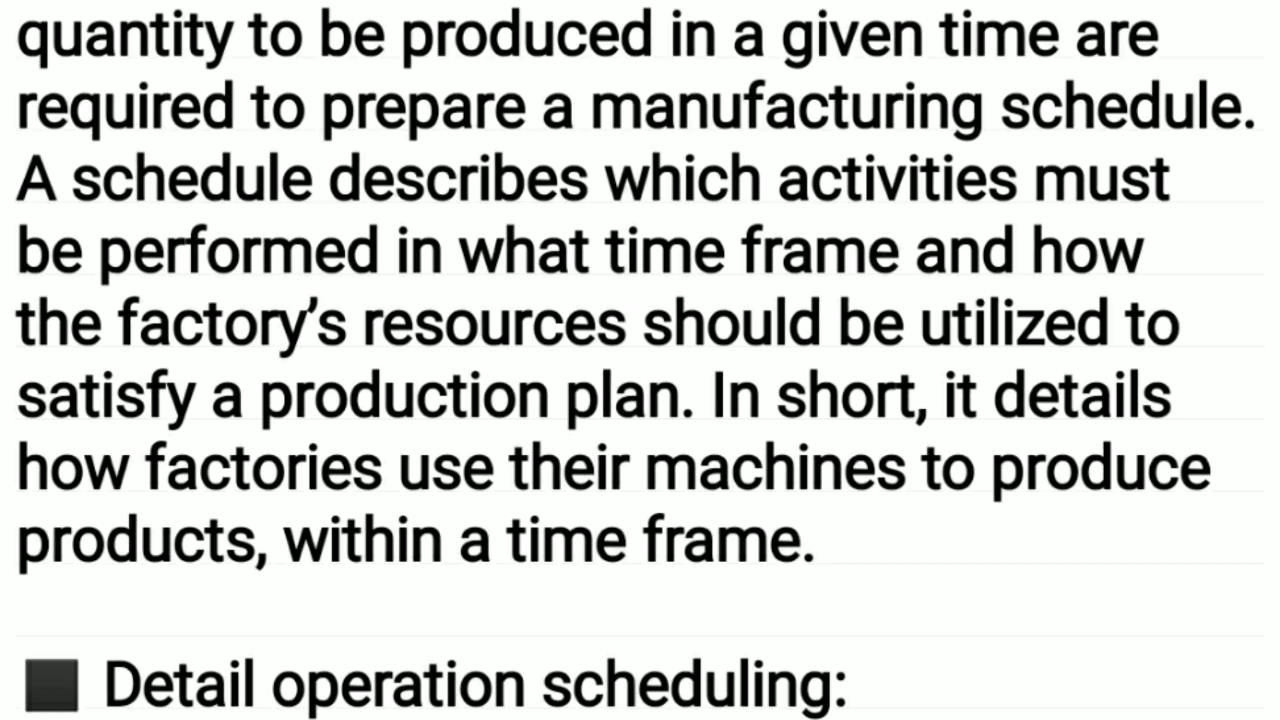 quantity to be produced in a given time are
required to prepare a manufacturing schedule.
A schedule describes which activities must
be performed in what time frame and how
the factory’s resources should be utilized to
satisfy a production plan. In short, it details
how factories use their machines to produce
products, within a time frame.
Detail operation scheduling: